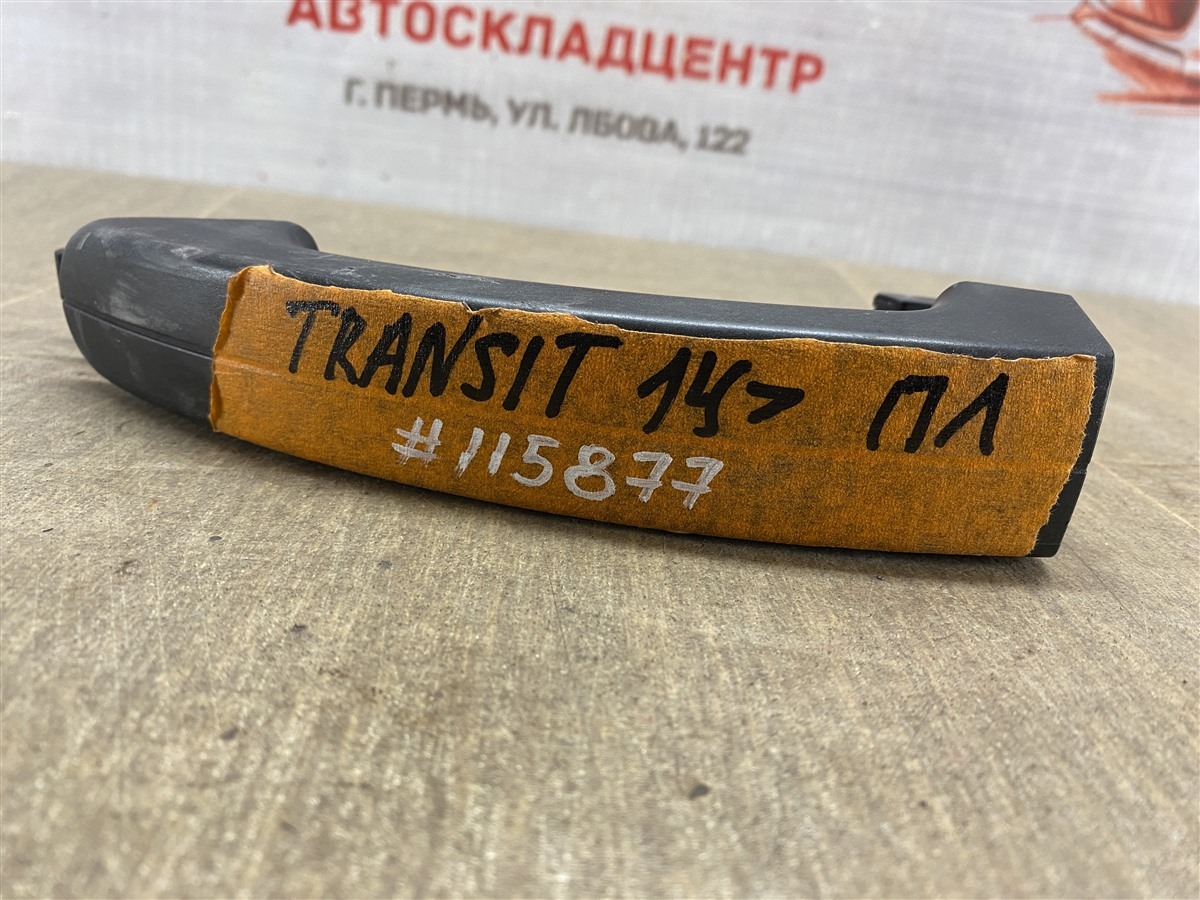 АВТОСКЛАДЦЕНТР
Г. ПЕРМЬ, УЛ. ЛБОВА, 122
TRANSIT 14> ПЛ
#115877